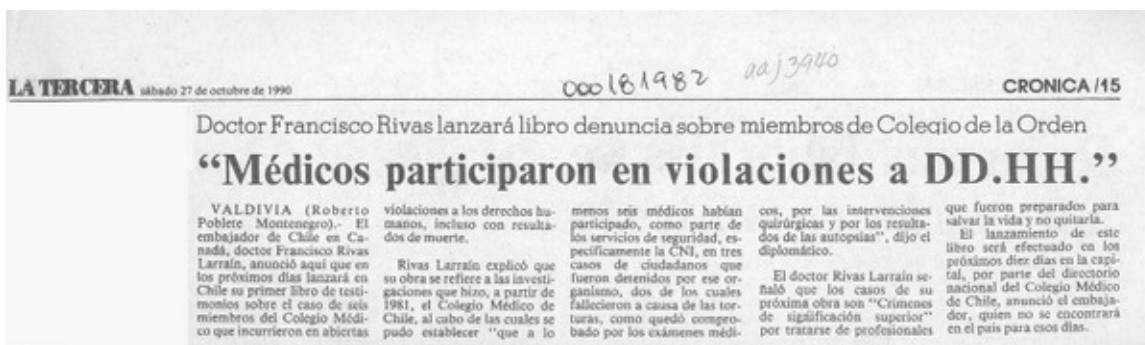 LA TERCERA sábado 27 de octubre de 1990
000181982
aaj3940
CRONICA /15
Doctor Francisco Rivas lanzará libro denuncia sobre miembros de Colegio de la Orden
“Médicos participaron en violaciones a DD.HH.”
VALDIVIA (Roberto
Poblete Montenegro).- El
embajador de Chile en Ca-
nadá, doctor Francisco Rivas
Larraín, anunció aquí que en
los próximos días lanzará en
Chile su primer libro de testi-
monios sobre el caso de seis
miembros del Colegio Médi-
co que incurrieron en abiertas
violaciones a los derechos hu-
manos, incluso con resulta-
dos de muerte.
Rivas Larraín explicó que
su obra se refiere a las investi-
gaciones que hizo, a partir de
1981, el Colegio Médico de
Chile, al cabo de las cuales se
pudo establecer "que a lo
menos seis médicos habían
participado, como parte de
los servicios de seguridad, es-
pecíficamente la CNI, en tres
casos de ciudadanos que
fueron detenidos por ese or-
ganismo, dos de los cuales
fallecieron a causa de las tor-
turas, como quedó compro-
bado por los exámenes médi-
cos, por las intervenciones
quirúrgicas y por los resulta-
dos de las autopsias", dijo el
diplomático.
El doctor Rivas Larraín se-
ñaló que los casos de su
próxima obra son "Crímenes
de significación superior"
por tratarse de profesionales
que fueron preparados para
salvar la vida y no quitarla.
El lanzamiento de este
libro será efectuado en los
próximos diez días en la capi-
tal, por parte del directorio
nacional del Colegio Médico
de Chile, anunció el embaja-
dor, quien no se encontrará
en el país para esos días.